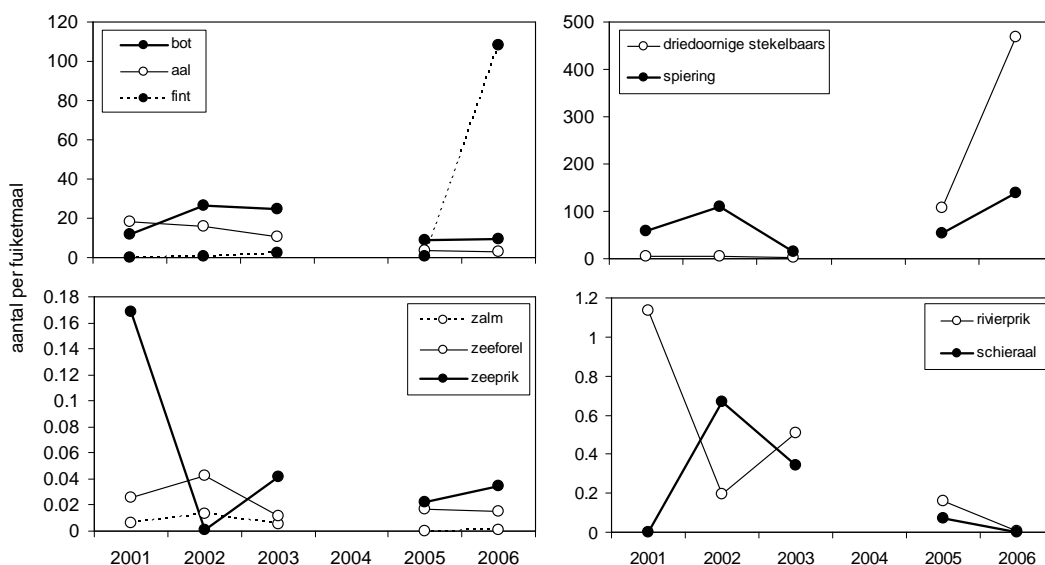 120
100
80
60
40
20
0
bot
aal
fint
500
400
300
200
100
0
driedoornige stekelbaars
spiering
aantal per fuiketmaal
0.18
0.16
0.14
0.12
0.1
0.08
0.06
0.04
0.02
0
zalm
zeeforel
zeeprik
2001 2002 2003 2004 2005 2006
1.2
1
0.8
0.6
0.4
0.2
0
rivierprik
schieraal
2001 2002 2003 2004 2005 2006